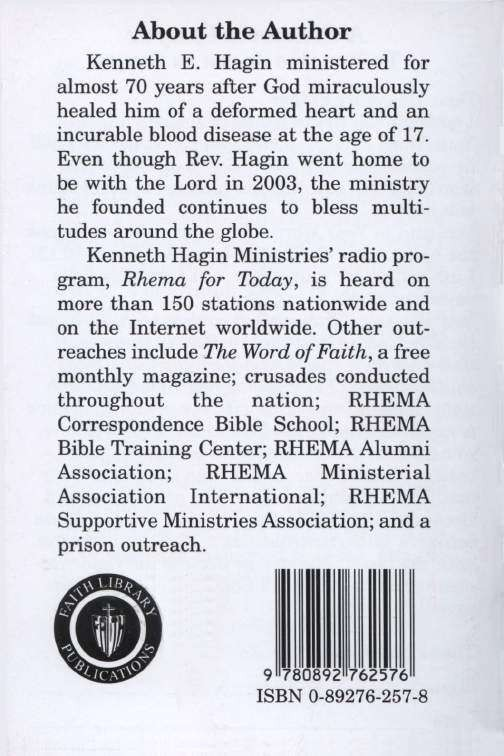 About the Author
Kenneth E. Hagin ministered for
almost 70 years after God miraculously
healed him of a deformed heart and an
incurable blood disease at the age of 17.
Even though Rev. Hagin went home to
be with the Lord in 2003, the ministry
he founded continues to bless multi-
tudes around the globe.
Kenneth Hagin Ministries' radio pro-
gram, Rhema for Today, is heard on
more than 150 stations nationwide and
on the Internet worldwide. Other out-
reaches include The Word of Faith, a free
monthly magazine; crusades conducted
throughout the nation; RHEMA
Correspondence Bible School; RHEMA
Bible Training Center; RHEMA Alumni
Association; RHEMA Ministerial
Association International; RHEMA
Supportive Ministries Association; and a
prison outreach.
FAITH LIBRARY
PUBLICATIONS
9 780892 762576
ISBN 0-89276-257-8